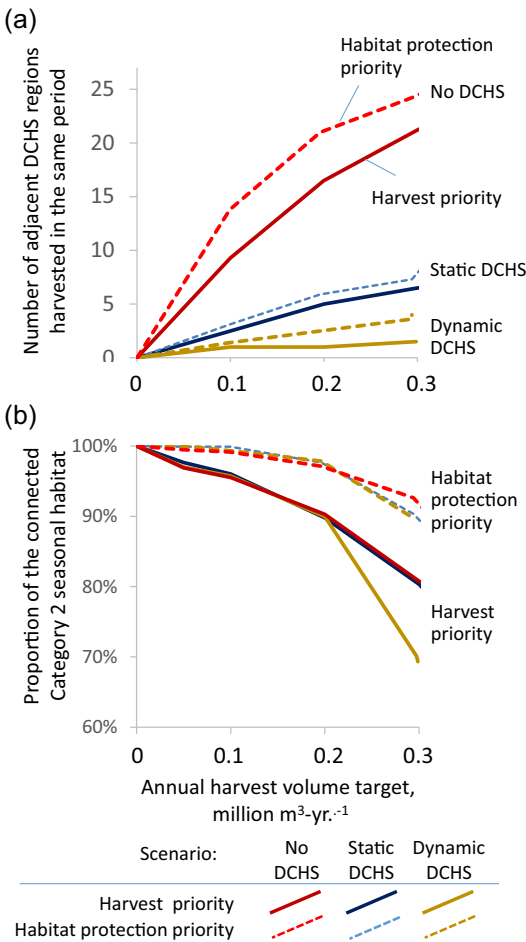 (a)
Number of adjacent DCHS regions
harvested in the same period
Habitat protection
priority
No DCHS
Harvest priority
Static DCHS
Dynamic
DCHS
25
20
15
10
5
0
0
0.1
0.2
0.3
(b)
Proportion of the connected
Category 2 seasonal habitat
100%
90%
80%
70%
60%
Habitat
protection
priority
Harvest
priority
0
0.1
0.2
0.3
Annual harvest volume target,
million m³-yr.⁻¹
Scenario:
No
DCHS
Static
DCHS
Dynamic
DCHS
Harvest priority
Habitat protection priority